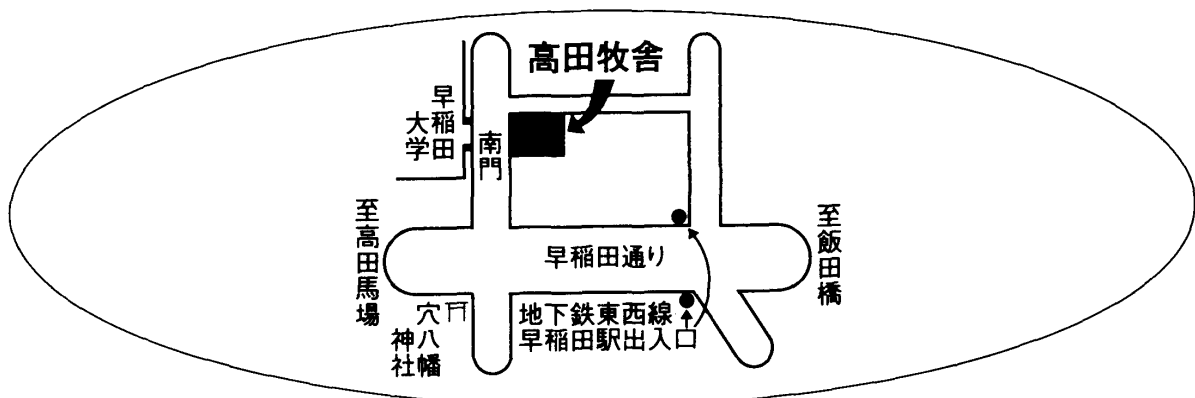 高田牧舎
早稲田
大学
南門
至高田馬場
早稲田通り
至飯田橋
穴八幡
神社
地下鉄東西線
早稲田駅出入口